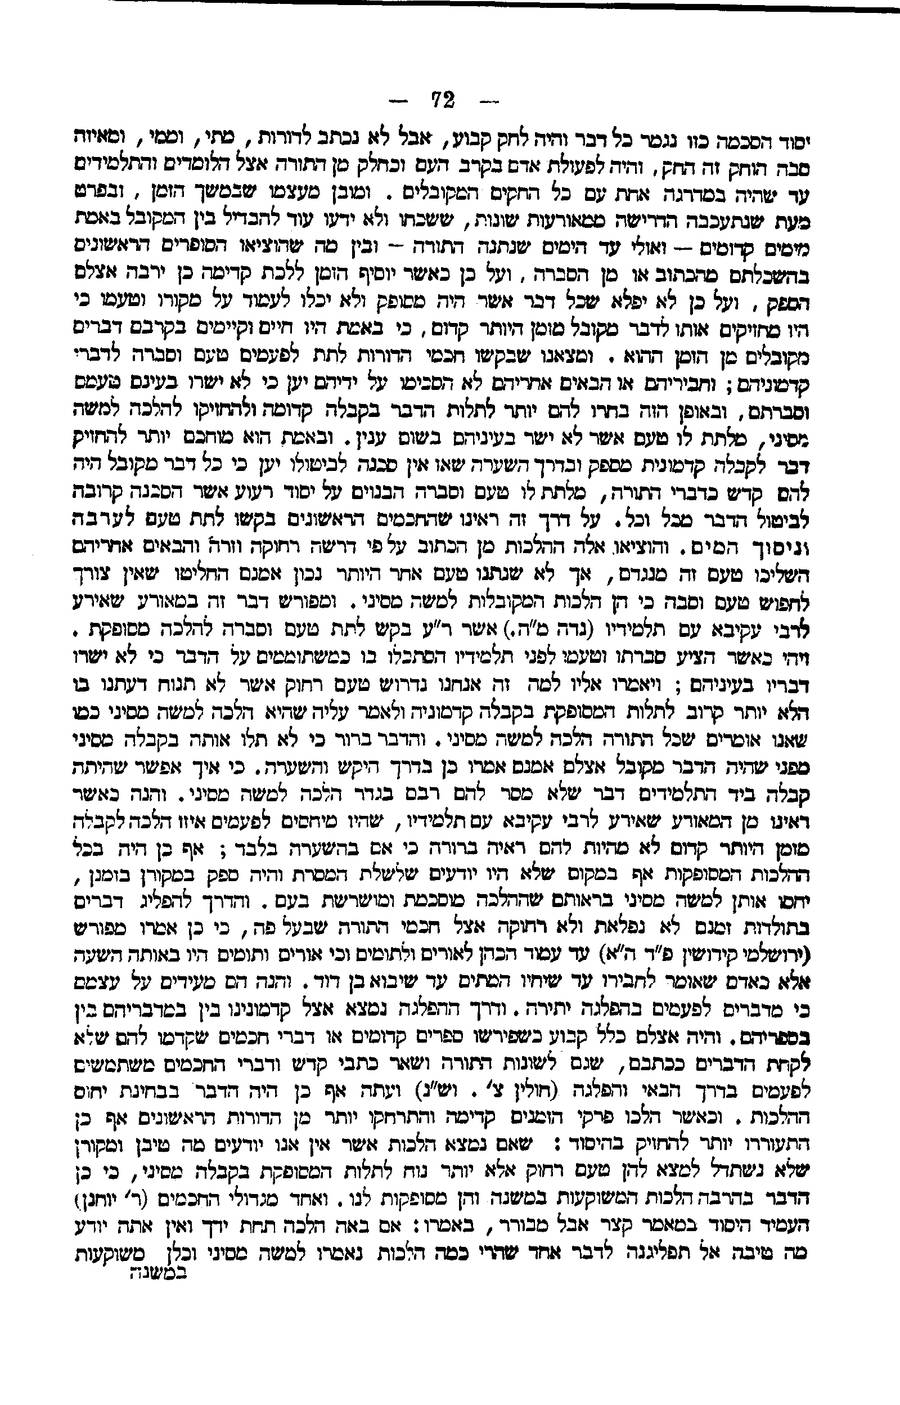 — 72 —
יסוד הסכמה כזו נגמר כל דבר והיה לחק קבוע, אבל לא נכתב לדורות, מתי, וממי, ומאיזה
סבה הוחק זה החק, והיה לפעולת אדם בקרב העם וכחלק מן התורה אצל הלומדים והתלמידים
עד שהיה במדרגה אחת עם כל החקים המקובלים. ומובן מעצמו שבמשך הזמן, ובפרט
מעת שנתעכבה הדרישה ממאורעות שונות, ששכחו ולא ידעו עוד להבדיל בין המקובל באמת
מימים קדומים — ואולי עד הימים שנתנה התורה — ובין מה שהוציאו הסופרים הראשונים
בהשכלתם מהכתוב או מן הסברה, ועל כן כאשר יוסיף הזמן ללכת קדימה כן ירבה אצלם
הספק, ועל כן לא יפלא שכל דבר אשר היה מסופק ולא יכלו לעמוד על מקורו וטעמו כי
היו מחזיקים אותו לדבר מקובל מזמן היותר קדום, כי באמת היו חיים וקיימים בקרבם דברים
מקובלים מן הזמן ההוא. ומצאנו שבקשו חכמי הדורות לתת לפעמים טעם וסברה לדברי
קדמוניהם; וחביריהם או הבאים אחריהם לא הסכימו על ידיהם יען כי לא ישרו בעינם טעמם
וסברתם, ובאופן הזה בחרו להם יותר לתלות הדבר בקבלה קדומה ולהחזיקו להלכה למשה
מסיני, מלתת לו טעם אשר לא ישר בעיניהם בשום ענין. ובאמת הוא מוחכם יותר להחזיק
דבר לקבלה קדמונית מספק ובדרך השערה שאו אין סכנה לביטולו יען כי כל דבר מקובל היה
להם קדש כדברי התורה, מלתת לו טעם וסברה הבנוים על יסוד רעוע אשר הסכנה קרובה
לביטול הדבר מכל וכל. על דרך זה ראינו שהחכמים הראשונים בקשו לתת טעם לערבה
וניסוך המים. והוציאו אלה ההלכות מן הכתוב על פי דרשה רחוקה וזרה והבאים אחריהם
השליכו טעם זה מנגדם, אך לא שנתנו טעם אחר היותר נכון אמנם החליטו שאין צורך
לחפוש טעם וסבה כי הן הלכות המקובלות למשה מסיני. ומפורש דבר זה במאורע שאירע
לרבי עקיבא עם תלמידיו (נדה מ"ה.) אשר ר"ע בקש לתת טעם וסברה להלכה מסופקת.
ויהי כאשר הציע סברתו וטעמו לפני תלמידיו הסתכלו בו כמשתוממים על הדבר כי לא ישרו
דבריו בעיניהם; ויאמרו אליו למה זה אנחנו נדרוש טעם רחוק אשר לא תנוח דעתנו בו
הלא יותר קרוב לתלות המסופקת בקבלה קדמוניה ולאמר עליה שהיא הלכה למשה מסיני כמו
שאנו אומרים שכל התורה הלכה למשה מסיני. והדבר ברור כי לא תלו אותה בקבלה מסיני
מפני שהיה הדבר מקובל אצלם אמנם אמרו כן בדרך היקש והשערה. כי איך אפשר שהיתה
קבלה ביד התלמידים דבר שלא מסר להם רבם בגדר הלכה למשה מסיני. והנה כאשר
ראינו מן המאורע שאירע לרבי עקיבא עם תלמידיו, שהיו מיחסים לפעמים איזו הלכה לקבלה
מזמן היותר קדום לא מהיות להם ראיה ברורה כי אם בהשערה בלבד; אף כן היה בכל
ההלכות המסופקות אף במקום שלא היו יודעים שלשלת המסרת והיה ספק במקורן בזמנן,
יחסו אותן למשה מסיני בראותם שההלכה מוסכמת ומושרשת בעם. והדרך להפליג דברים
בתולדות זמנם לא נפלאת ולא רחוקה אצל חכמי התורה שבעל פה, כי כן אמרו מפורש
(ירושלמי קידושין פ"ד ה"א) עד עמוד הכהן לאורים ולתומים וכי אורים ותומים היו באותה השעה
אלא כאדם שאומר לחבירו עד שיחיו המתים עד שיבוא בן דוד. והנה הם מעידים על עצמם
כי מדברים לפעמים בהפלגה יתירה. ודרך ההפלגה נמצא אצל קדמונינו בין במדבריהם בין
בספריהם. והיה אצלם כלל קבוע כשפירשו ספרים קדומים או דברי חכמים שקדמו להם שלא
לקחת הדברים ככתבם, שגם לשונות התורה ושאר כתבי קדש ודברי החכמים משתמשים
לפעמים בדרך הבאי והפלגה (חולין צ'. וש"נ) ועתה אף כן היה הדבר בבחינת יחוס
ההלכות. וכאשר הלכו פרקי הזמנים קדימה והתרחקו יותר מן הדורות הראשונים אף כן
התעוררו יותר להחזיק בהיסוד: שאם נמצא הלכות אשר אין אנו יודעים מה טיבן ומקורן
שלא נשתדל למצא להן טעם רחוק אלא יותר נוח לתלות המסופקת בקבלה מסיני, כי כן
הדבר בהרבה הלכות המשוקעות במשנה והן מסופקות לנו. ואחד מגדולי החכמים (ר' יוחנן)
העמיד היסוד במאמר קצר אבל מבורר, באמרו: אם באה הלכה תחת ידך ואין אתה יודע
מה טיבה אל תפליגנה לדבר אחד שהרי כמה הלכות נאמרו למשה מסיני וכלן משוקעות
במשנה